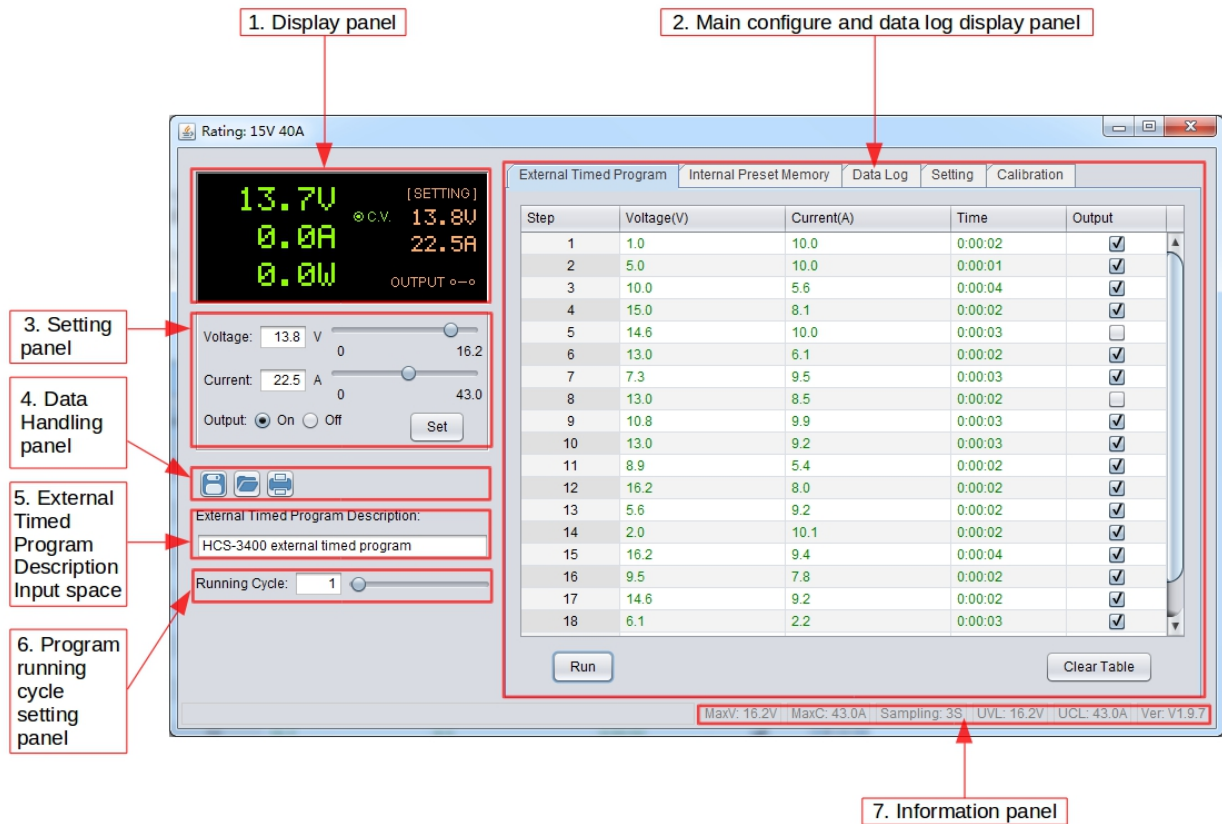 1. Display panel
2. Main configure and data log display panel
Rating: 15V 40A
13.7V
0.0A
0.0W
C.V.
[SETTING]
13.8V
22.5A
OUTPUT
3. Setting
panel
Voltage: 13.8 V
0 16.2
Current: 22.5 A
0 43.0
Output: On Off
Set
4. Data
Handling
panel
5. External
Timed
Program
Description
Input space
External Timed Program Description:
HCS-3400 external timed program
6. Program
running
cycle
setting
panel
Running Cycle: 1
External Timed Program Internal Preset Memory Data Log Setting Calibration
Step Voltage(V) Current(A) Time Output
1 1.0 10.0 0:00:02
2 5.0 10.0 0:00:01
3 10.0 5.6 0:00:04
4 15.0 8.1 0:00:02
5 14.6 10.0 0:00:03
6 13.0 6.1 0:00:02
7 7.3 9.5 0:00:03
8 13.0 8.5 0:00:02
9 10.8 9.9 0:00:03
10 13.0 9.2 0:00:03
11 8.9 5.4 0:00:02
12 16.2 8.0 0:00:02
13 5.6 9.2 0:00:02
14 2.0 10.1 0:00:02
15 16.2 9.4 0:00:04
16 9.5 7.8 0:00:02
17 14.6 9.2 0:00:02
18 6.1 2.2 0:00:03
Run
Clear Table
MaxV: 16.2V MaxC: 43.0A Sampling: 3S UVL: 16.2V UCL: 43.0A Ver: V1.9.7
7. Information panel